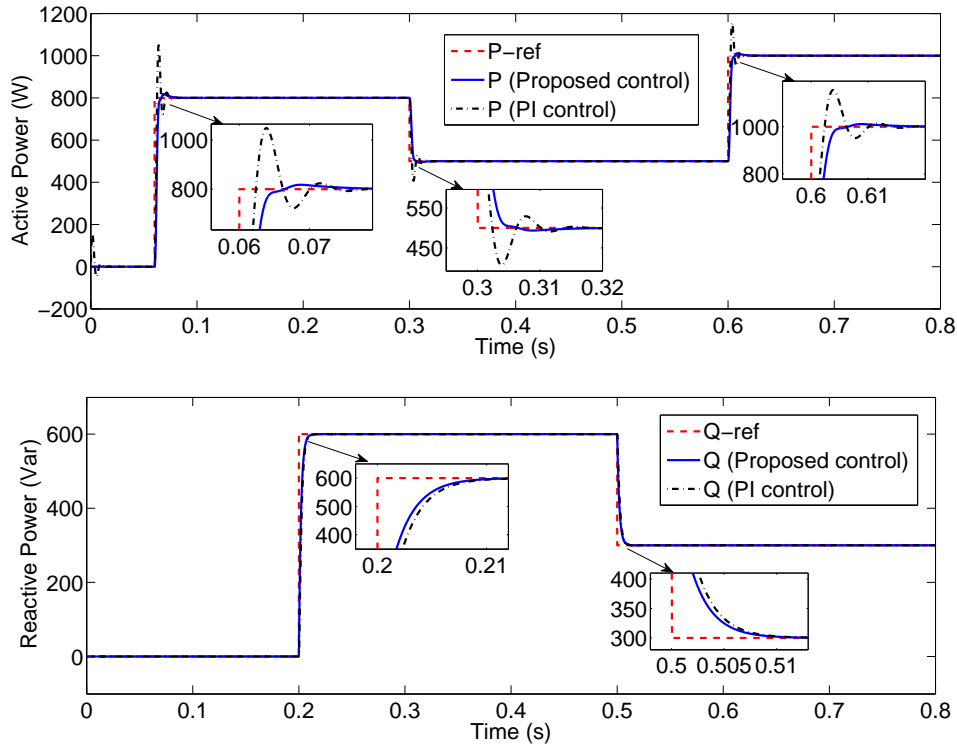 1200
1000
800
600
400
200
0
−200
Active Power (W)
P−ref
P (Proposed control)
P (PI control)
1000
800
0.06 0.07
550
450
0.3 0.31 0.32
1000
800
0.6 0.61
0 0.1 0.2 0.3 0.4 0.5 0.6 0.7 0.8
Time (s)
600
400
200
0
Reactive Power (Var)
Q−ref
Q (Proposed control)
Q (PI control)
600
500
400
0.2 0.21
400
350
300
0.5 0.505 0.51
0 0.1 0.2 0.3 0.4 0.5 0.6 0.7 0.8
Time (s)